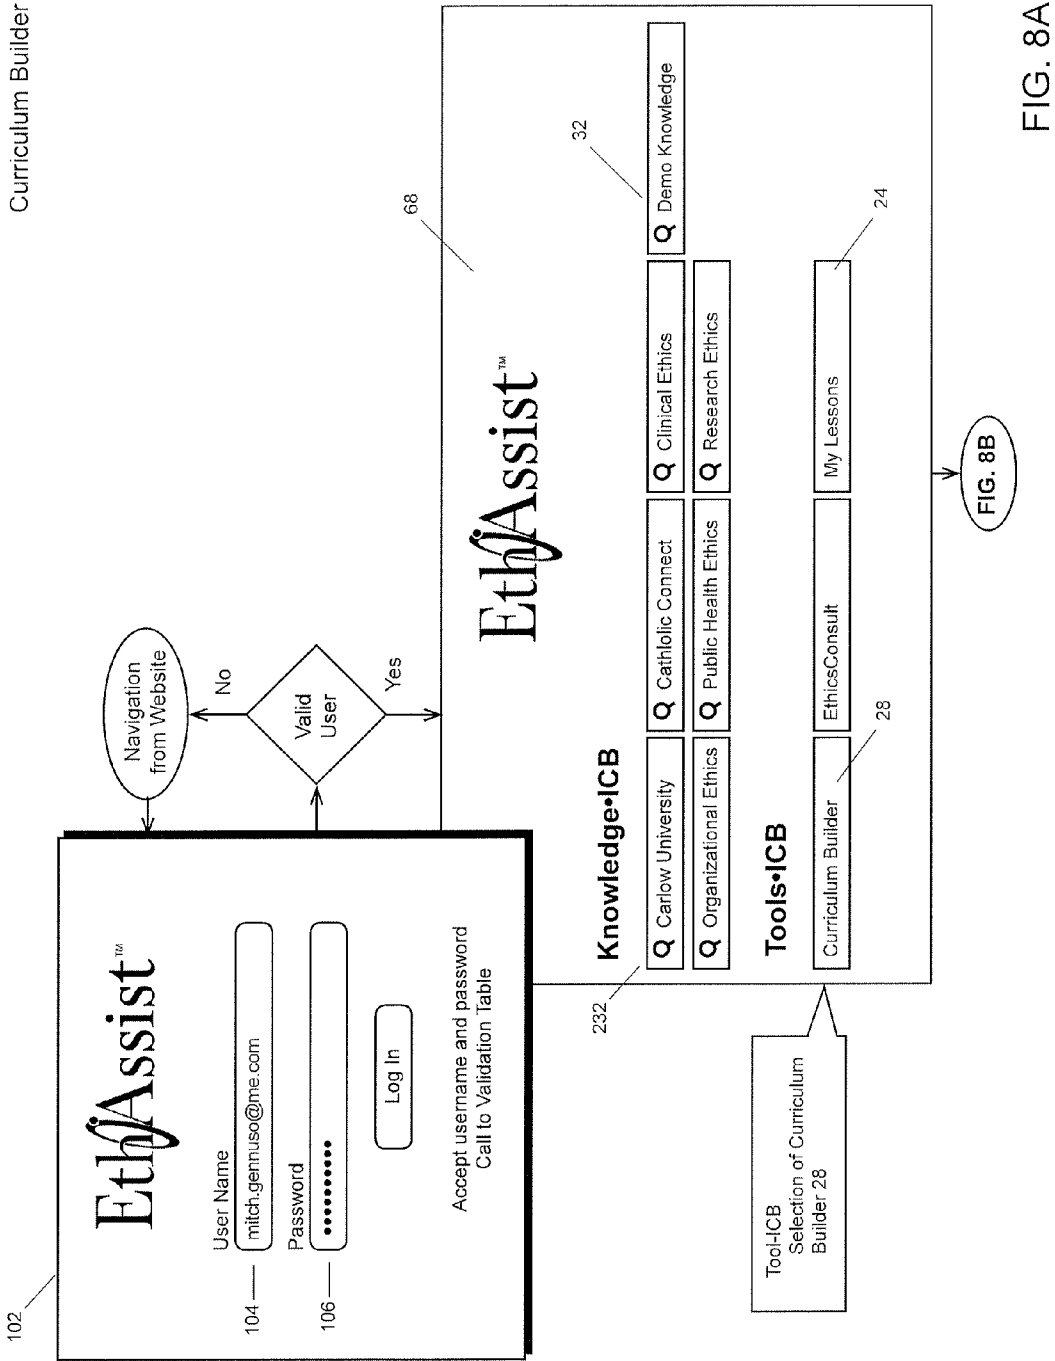 Curriculum Builder
102
EthAssist™
User Name
104
mitch.gennuso@me.com
Password
106
••••••••••
Log In
Accept username and password
Call to Validation Table
Navigation
from Website
No
Valid
User
Yes
68
EthAssist™
Knowledge•ICB
232
Carlow University
Cathlolic Connect
Clinical Ethics
Demo Knowledge
32
Organizational Ethics
Public Health Ethics
Research Ethics
Tools•ICB
Curriculum Builder
EthicsConsult
My Lessons
28
24
Tool-ICB
Selection of Curriculum
Builder 28
FIG. 8B
FIG. 8A